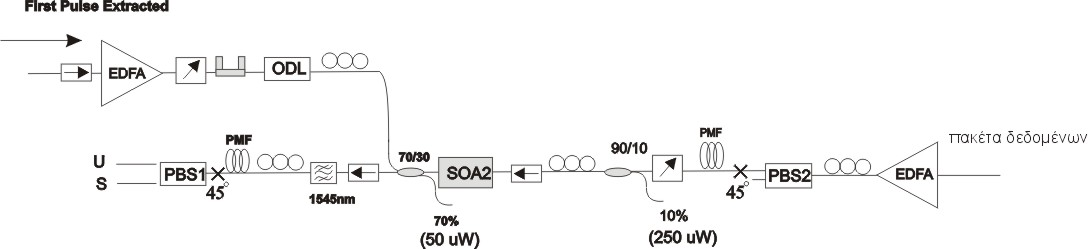 First Pulse Extracted
EDFA
ODL
PMF
70/30
90/10
PMF
πακέτα δεδομένων
U
S
PBS1
45°
1545nm
SOA2
45°
PBS2
EDFA
70%
(50 uW)
10%
(250 uW)